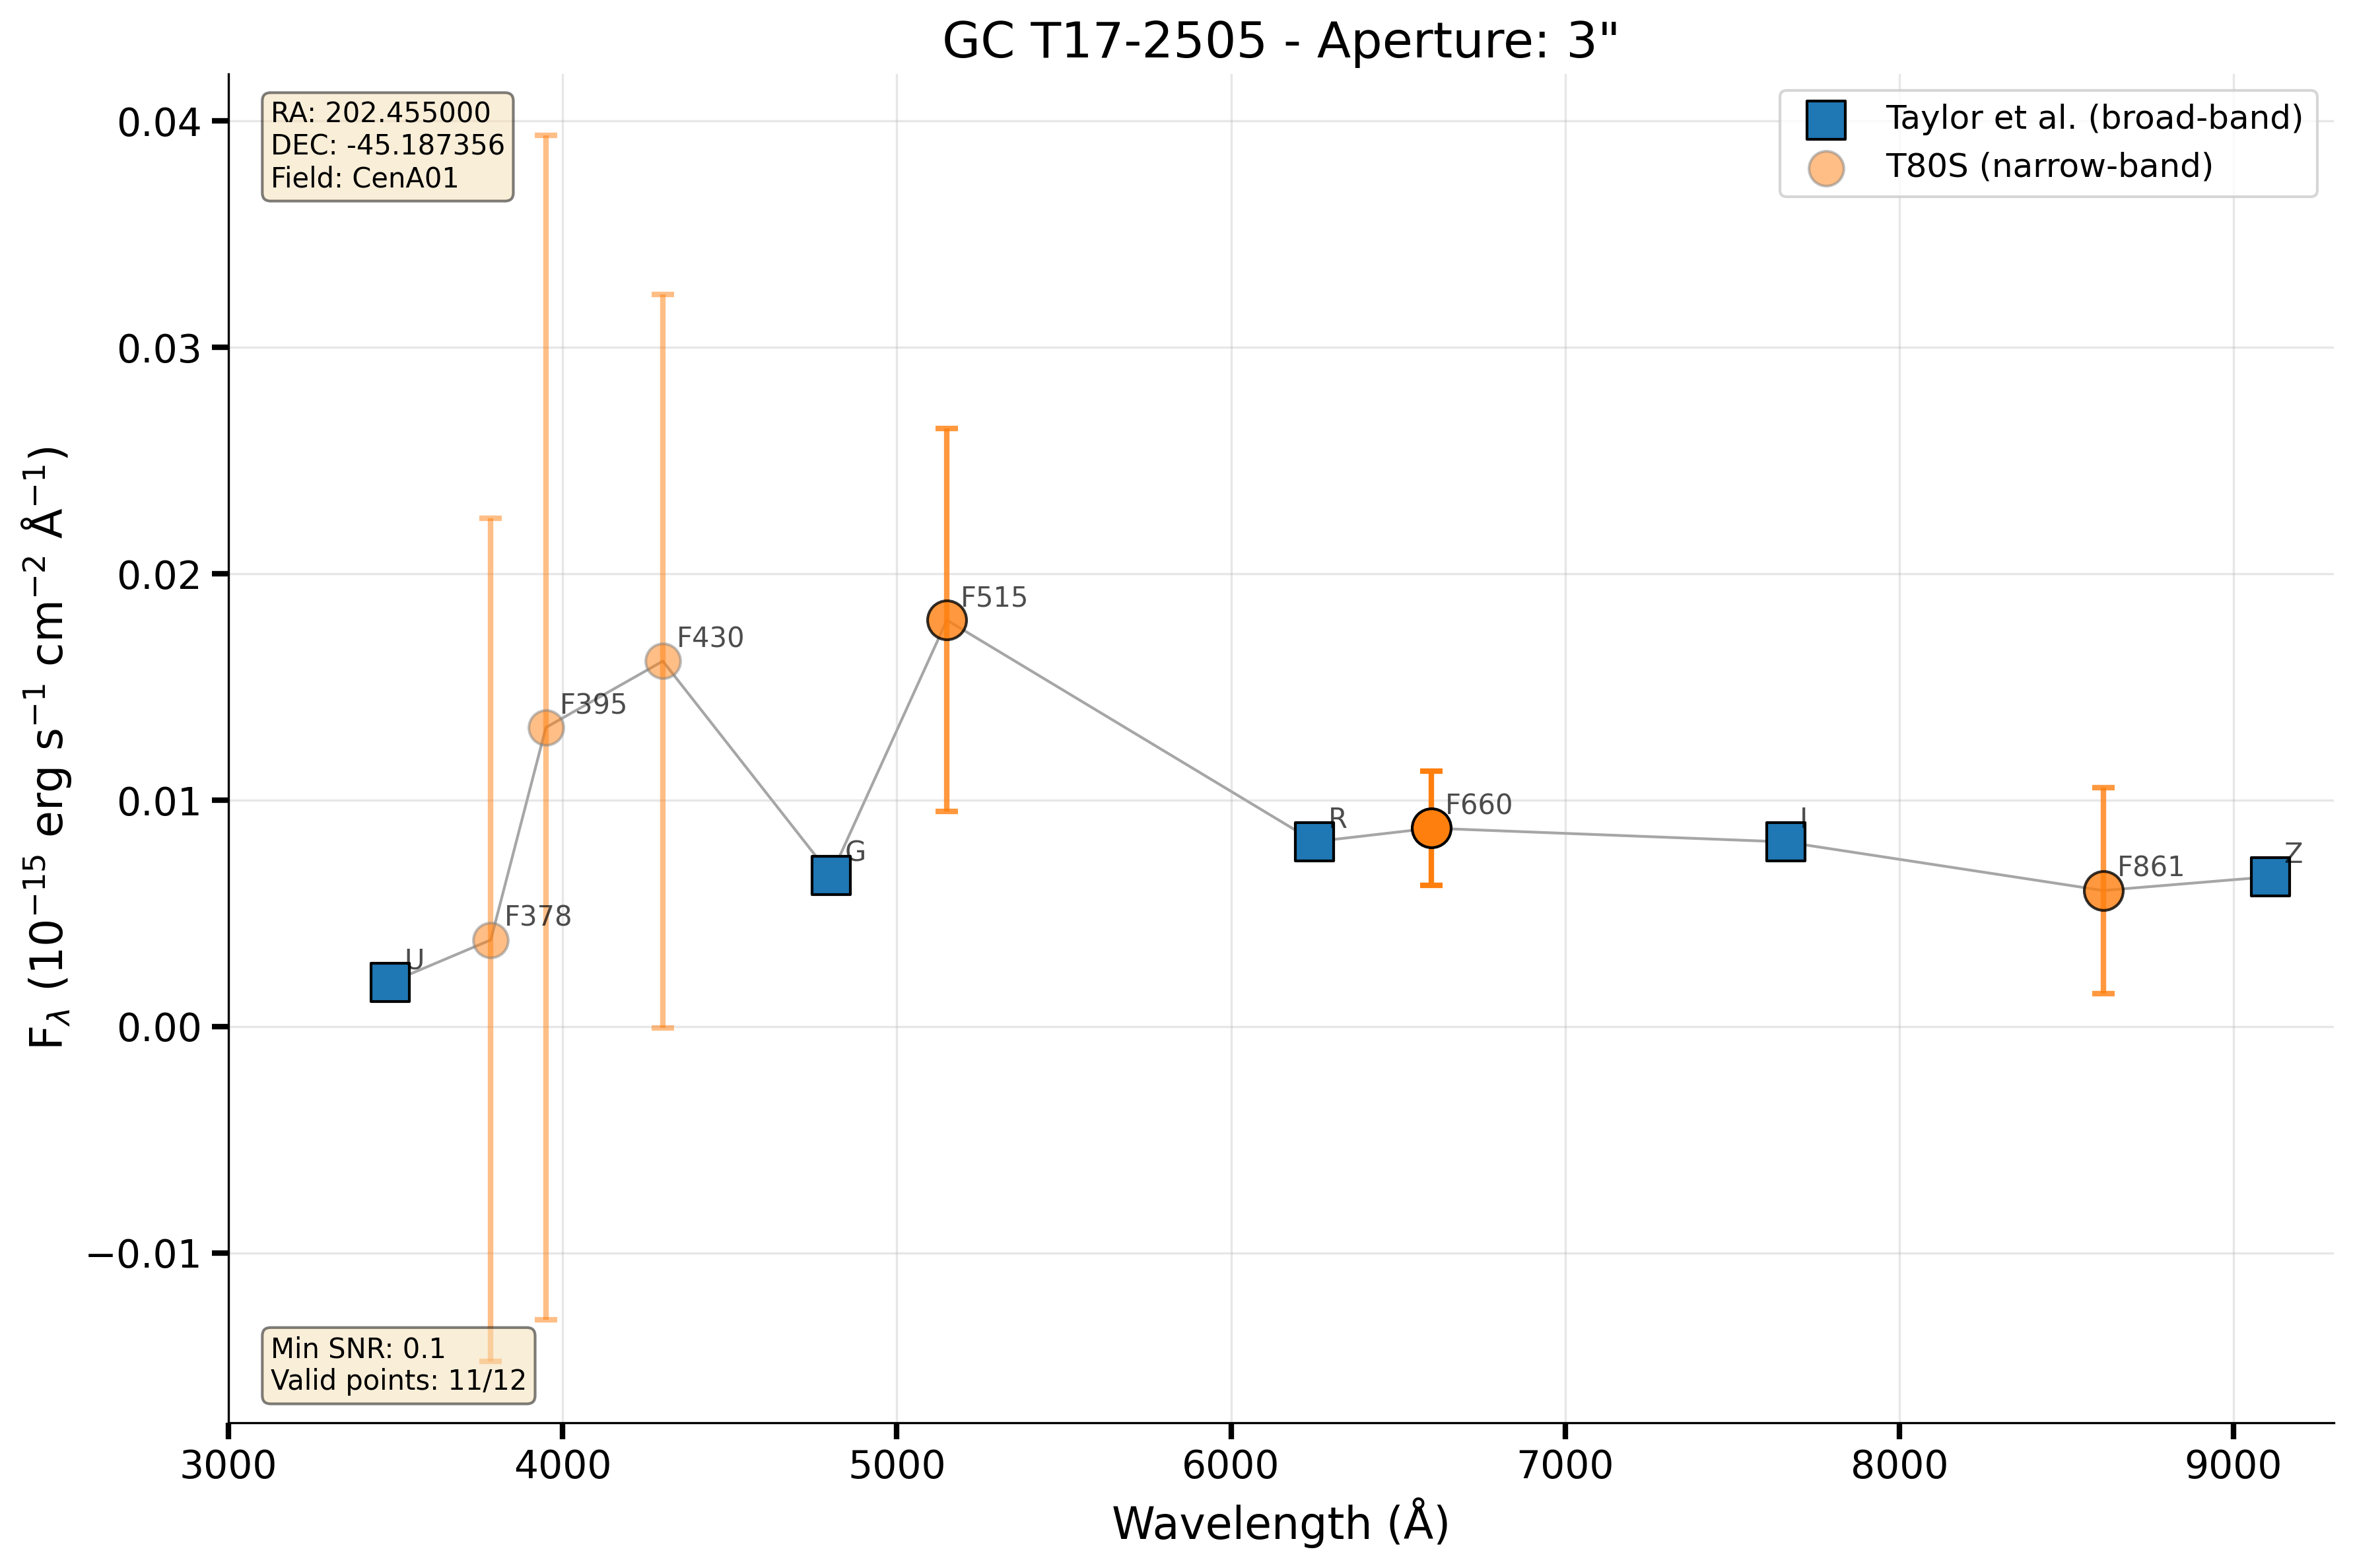 GC T17-2505 - Aperture: 3"
RA: 202.455000
DEC: -45.187356
Field: CenA01
Taylor et al. (broad-band)
T80S (narrow-band)
0.04
0.03
0.02
0.01
0.00
−0.01
F_λ (10⁻¹⁵ erg s⁻¹ cm⁻² Å⁻¹)
U
F378
F395
F430
G
F515
R
F660
I
F861
Z
Min SNR: 0.1
Valid points: 11/12
3000 4000 5000 6000 7000 8000 9000
Wavelength (Å)